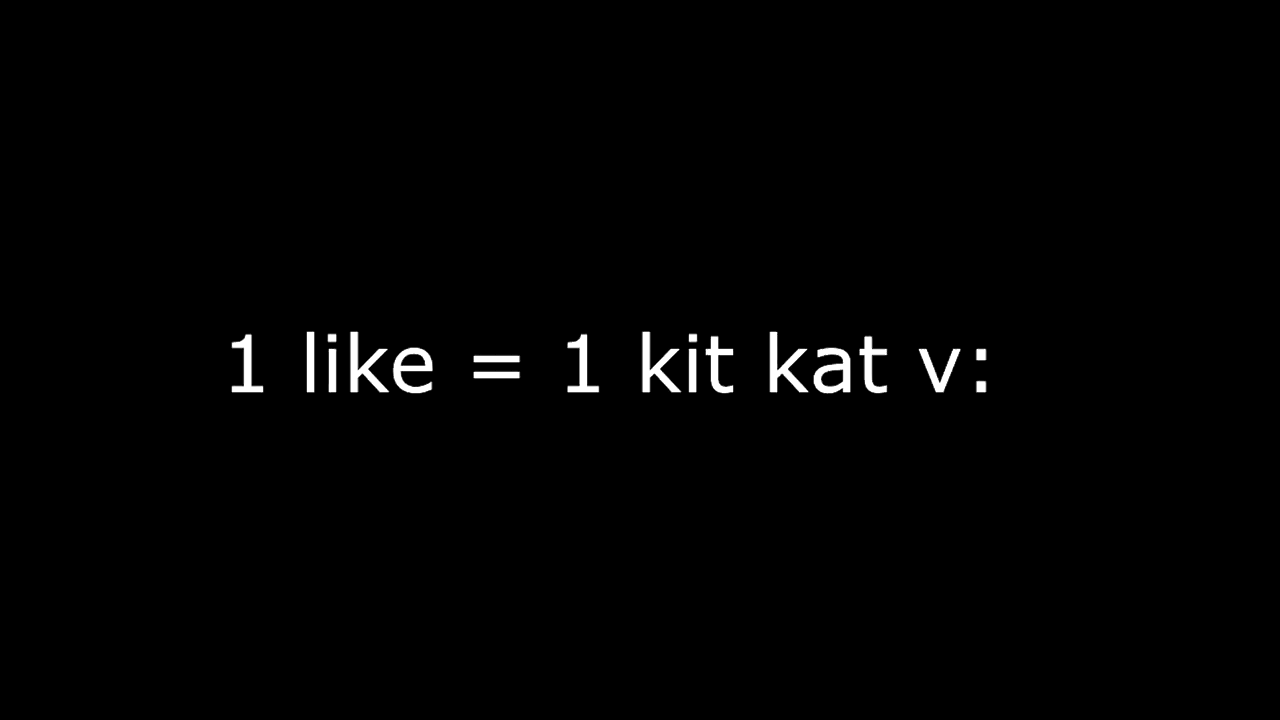 1 like = 1 kit kat v: